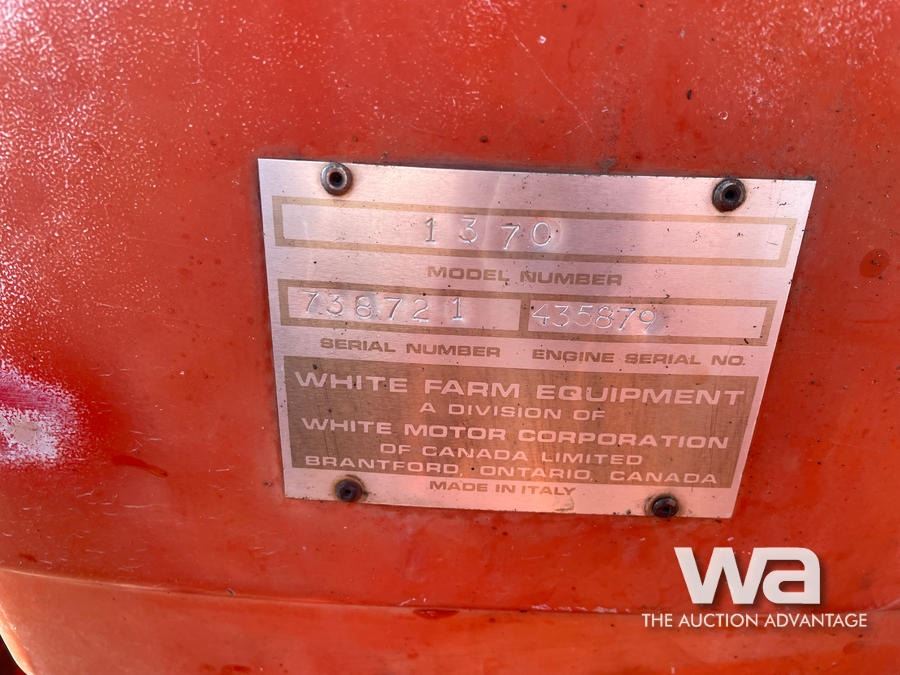 1370
MODEL NUMBER
738721 435879
SERIAL NUMBER ENGINE SERIAL NO.
WHITE FARM EQUIPMENT
A DIVISION OF
WHITE MOTOR CORPORATION
OF CANADA LIMITED
BRANTFORD, ONTARIO, CANADA
MADE IN ITALY
wa
THE AUCTION ADVANTAGE